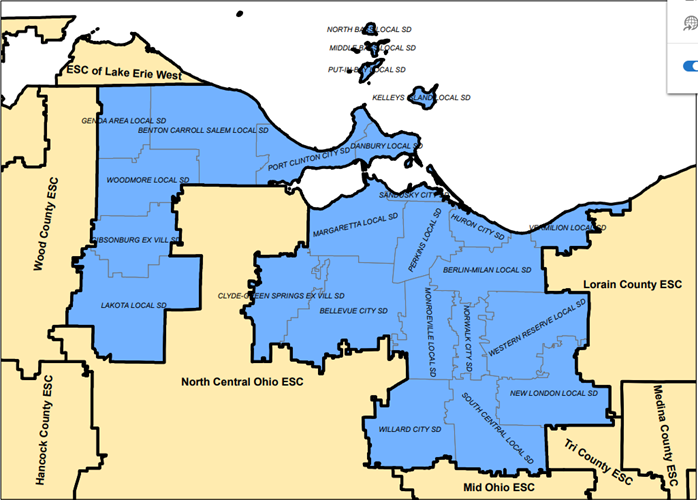 NORTH BASS LOCAL SD
MIDDLE BASS LOCAL SD
ESC of Lake Erie West
PUT-IN-BAY LOCAL SD
KELLEYS ISLAND LOCAL SD
GENOA AREA LOCAL SD
BENTON CARROLL SALEM LOCAL SD
DANBURY LOCAL SD
PORT CLINTON CITY SD
WOODMORE LOCAL SD
SANDUSKY CITY SD
Wood County ESC
MARGARETTA LOCAL SD
PERKINS LOCAL SD
HURON CITY SD
VERMILION LOCAL SD
GIBSONBURG EX VILL SD
BERLIN-MILAN LOCAL SD
Lorain County ESC
CLYDE-GREEN SPRINGS EX VILL SD
LAKOTA LOCAL SD
BELLEVUE CITY SD
MONROEVILLE LOCAL SD
NORWALK CITY SD
WESTERN RESERVE LOCAL SD
North Central Ohio ESC
NEW LONDON LOCAL SD
Hancock County ESC
WILLARD CITY SD
SOUTH CENTRAL LOCAL SD
Medina County ESC
Tri County ESC
Mid Ohio ESC